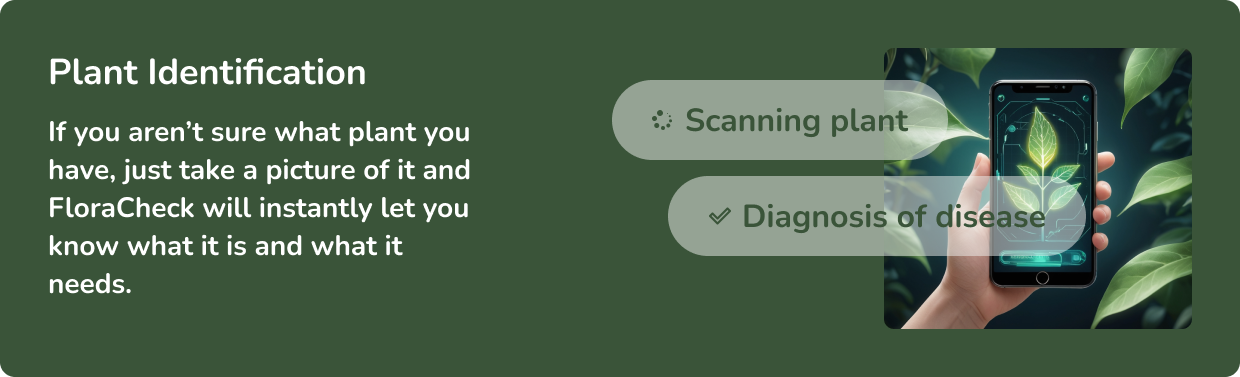 Plant Identification
If you aren’t sure what plant you
have, just take a picture of it and
FloraCheck will instantly let you
know what it is and what it
needs.
Scanning plant
Diagnosis of disease